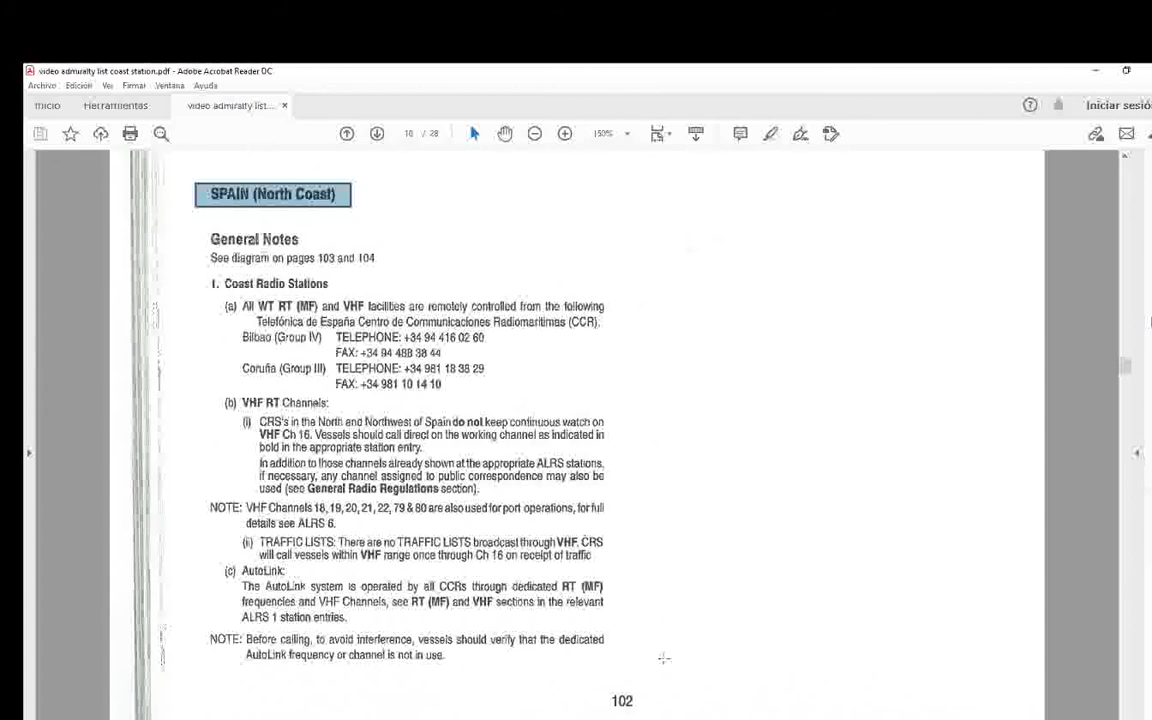 video admiralty list coast station.pdf - Adobe Acrobat Reader DC
Archivo Edición Ver Firmar Ventana Ayuda
Inicio Herramientas video admiralty list... × Iniciar sesió
18 / 28 150%
SPAIN (North Coast)
General Notes
See diagram on pages 103 and 104
1. Coast Radio Stations
(a) All WT RT (MF) and VHF facilities are remotely controlled from the following
Telefónica de España Centro de Communicaciones Radiomaritimas (CCR).
Bilbao (Group IV) TELEPHONE: +34 94 416 02 60
FAX: +34 94 488 38 44
Coruña (Group III) TELEPHONE: +34 981 18 38 29
FAX: +34 981 10 14 10
(b) VHF RT Channels:
(i) CRS's in the North and Northwest of Spain do not keep continuous watch on
VHF Ch 16. Vessels should call direct on the working channel as indicated in
bold in the appropriate station entry.
In addition to those channels already shown at the appropriate ALRS stations,
if necessary, any channel assigned to public correspondence may also be
used (see General Radio Regulations section).
NOTE: VHF Channels 18, 19, 20, 21, 22, 79 & 80 are also used for port operations, for full
details see ALRS 6.
(ii) TRAFFIC LISTS: There are no TRAFFIC LISTS broadcast through VHF. CRS
will call vessels within VHF range once through Ch 16 on receipt of traffic
(c) AutoLink:
The AutoLink system is operated by all CCRs through dedicated RT (MF)
frequencies and VHF Channels, see RT (MF) and VHF sections in the relevant
ALRS 1 station entries.
NOTE: Before calling, to avoid interference, vessels should verify that the dedicated
AutoLink frequency or channel is not in use.
102